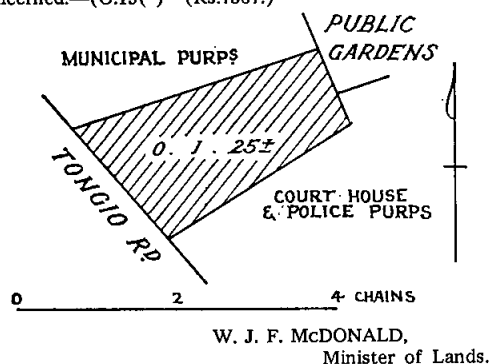 PUBLIC
GARDENS
MUNICIPAL PURPS
0. 1. 25±
TONGIO RD
COURT HOUSE
& POLICE PURPS
0 2 4 CHAINS
W. J. F. McDONALD,
Minister of Lands.